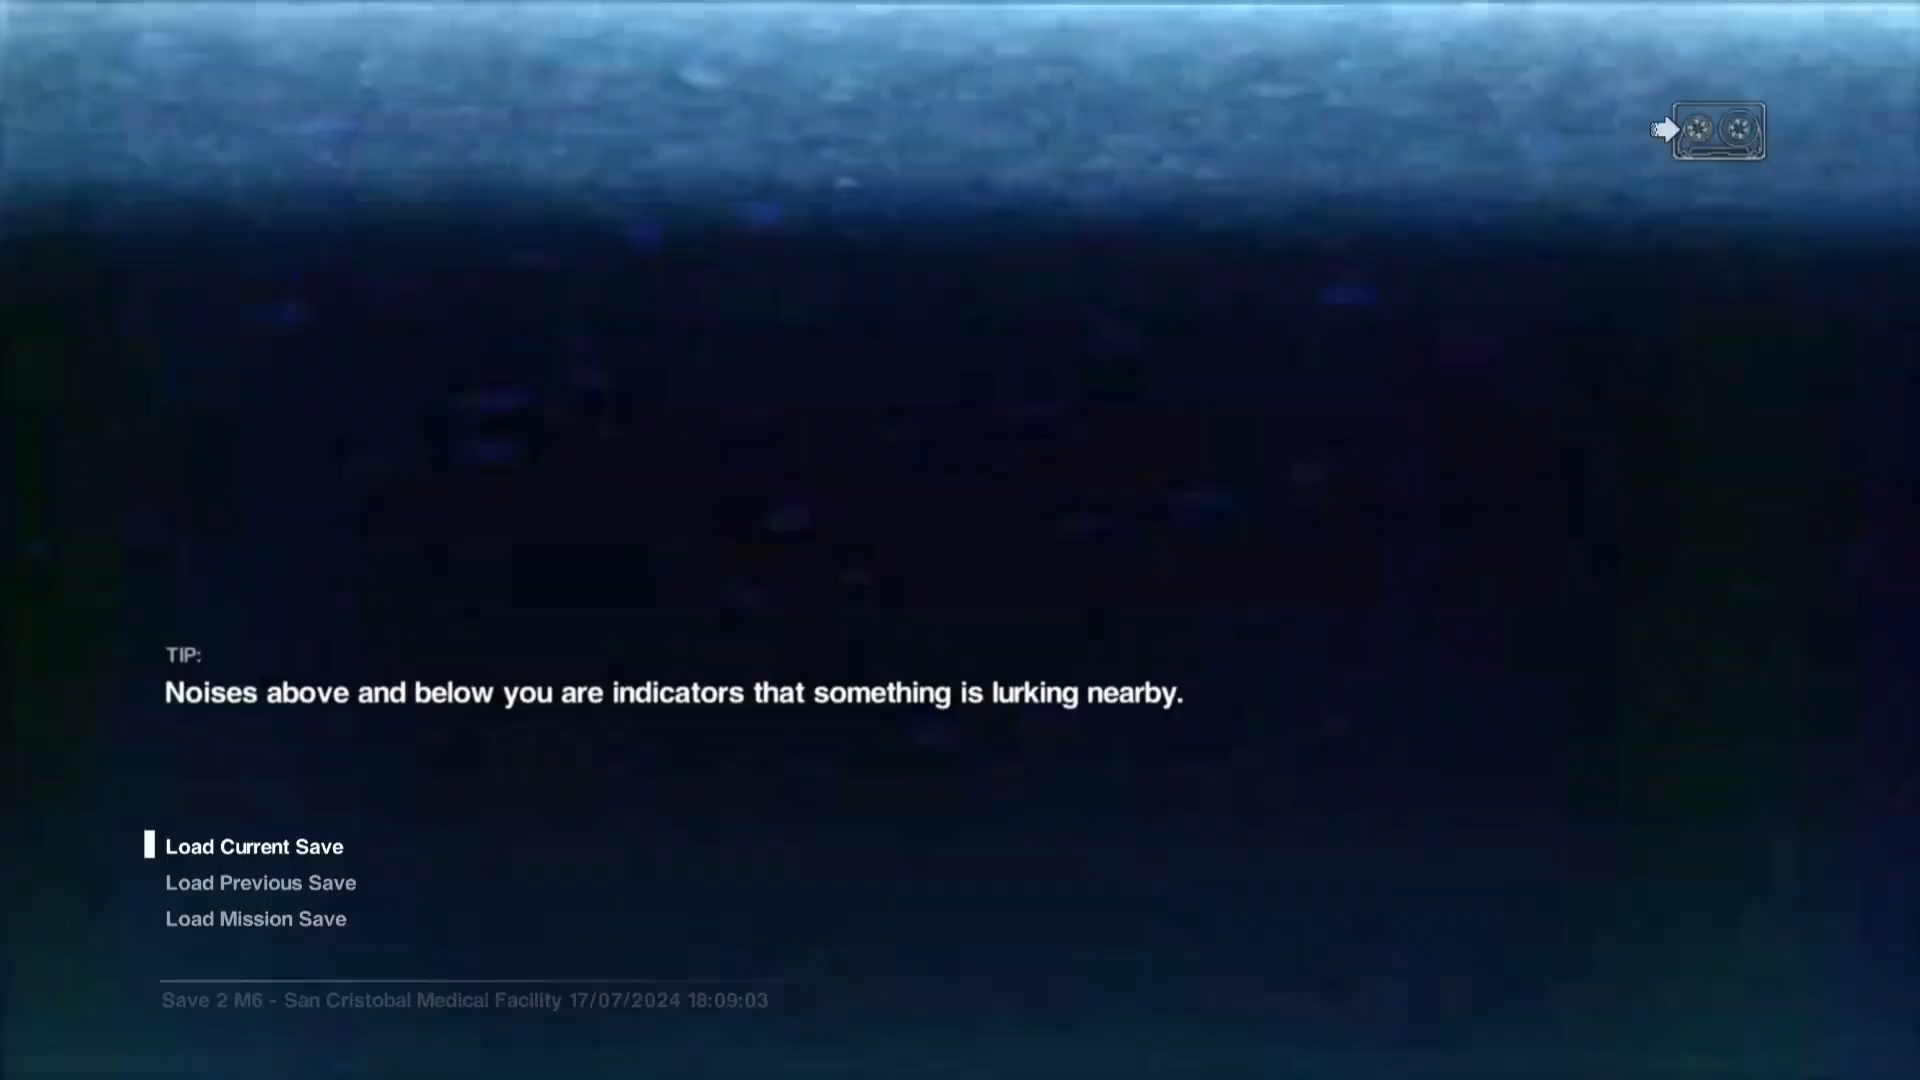 TIP:
Noises above and below you are indicators that something is lurking nearby.
Load Current Save
Load Previous Save
Load Mission Save
Save 2 M6 - San Cristobal Medical Facility 17/07/2024 18:09:03